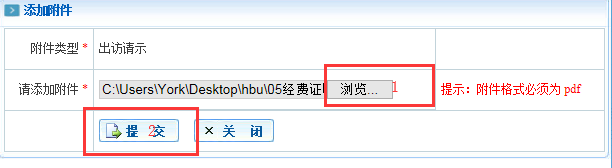 添加附件
附件类型 * 出访请示
请添加附件 * C:\Users\York\Desktop\hbu\05经费证 浏览... 1 提示：附件格式必须为 pdf
提 2 交 × 关 闭